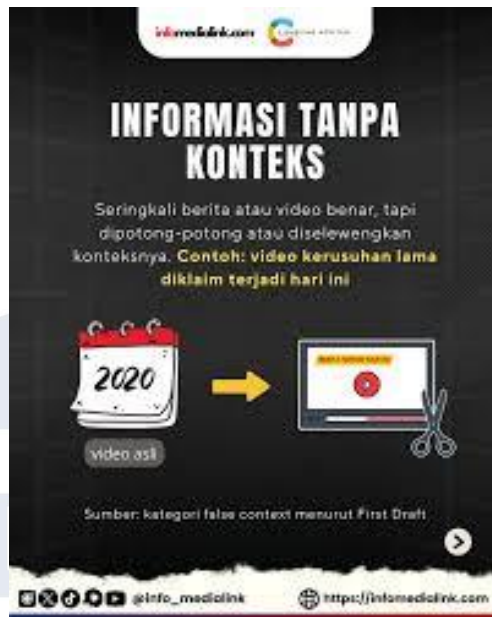 infomedialink.com
INFORMASI TANPA
KONTEKS
Seringkali berita atau video benar, tapi
dipotong-potong atau diselewengkan
konteksnya. Contoh: video kerusuhan lama
diklaim terjadi hari ini
2020
video asli
Sumber: kategori false context menurut First Draft
@info_medialink
https://infomedialink.com